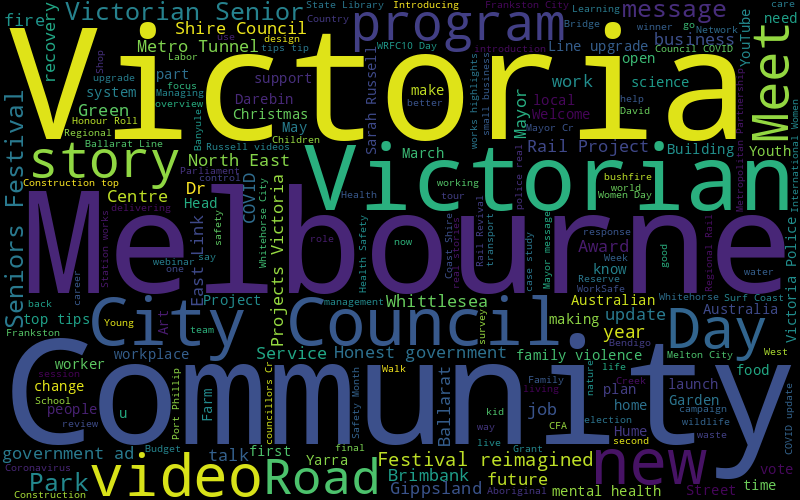 Victorian Senior
Shire Council
program
State Library
Introducing
Frankston City
message
care
Learning
need
fire
recovery
Metro Tunnel
Victoria
Country
WRFC10 Day
Bridge
winner
go
Network
Council COVID
YouTube
use
design
tips tip
Labor
introduction
Line upgrade
business
Meet
Shop
upgrade
focus
part
support
Sarah Russell
work
open
science
system
Managing
overview
make
better
works highlights
small business
Mayor
local
Welcome
help
David
Green
Honour Roll
Regional
Darebin
Christmas
Banyule
May
Children
Mayor Cr
Metropolitan Partnership
International Women
Ballarat Line
Russell videos
police real
Rail Project
Building
Youth
story
North East
March
Victorian
bushfire
world
Women Day
Construction top
Parliament
control
Dr
Head
COVID
Health
working
tour
Seniors Festival
Centre
delivering
Station works
Melbourne
safety
Whitehorse City
Projects Victoria
East Link
role
now
Health Safety
Coast Shire
real stories
Rail Revival
transport
response
Week
Award
know
case study
Mayor message
good
Regional Rail
water
Victoria Police
webinar
one
say
career
Reserve
WorkSafe
back
top tips
Frankston
City
Council
Project
management
Whittlesea
Australian
update
year
Whitehorse
Surf Coast
Australia
Day
Young
Art
team
survey
making
Bendigo
Melton City
West
workplace
worker
Service
Honest government
family violence
food
session
change
School
people
review
u
Community
Walk
Family
living
life
nature
Creek
plan
launch
Garden
campaign
wildlife
waste
home
election
Hume
second
COVID update
Port Phillip
Farm
councillors Cr
Safety Month
Ballarat
kid
way
live
job
CFA
government ad
Coronavirus
Budget
talk
first
final
Yarra
Festival reimagined
Grant
new
vote
time
Park
Construction
video
Road
Brimbank
Gippsland
future
Aboriginal
mental health
Street